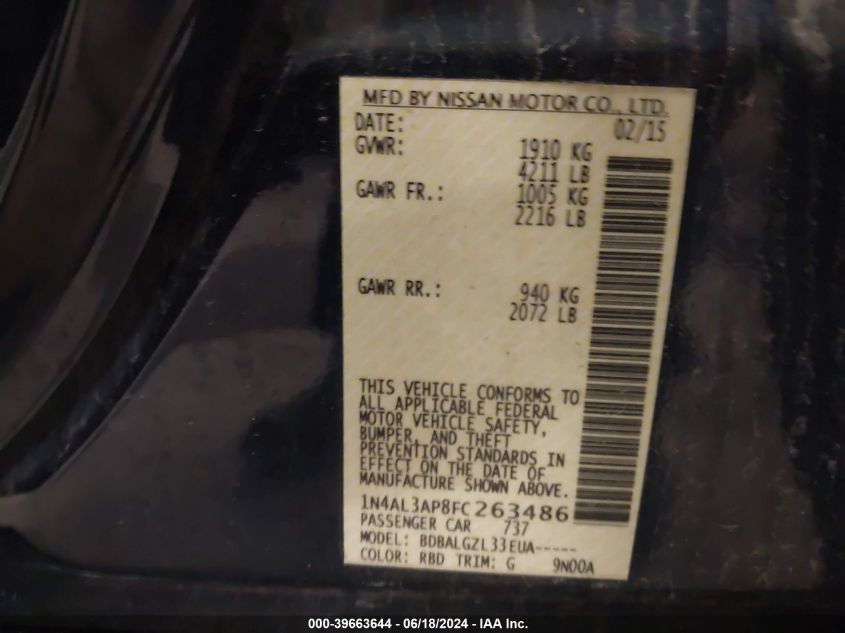 MFD BY NISSAN MOTOR CO., LTD.
DATE: 02/15
GVWR: 1910 KG
4211 LB
GAWR FR.: 1005 KG
2216 LB
GAWR RR.: 940 KG
2072 LB
THIS VEHICLE CONFORMS TO
ALL APPLICABLE FEDERAL
MOTOR VEHICLE SAFETY,
BUMPER, AND THEFT
PREVENTION STANDARDS IN
EFFECT ON THE DATE OF
MANUFACTURE SHOWN ABOVE.
1N4AL3AP8FC263486
PASSENGER CAR 737
MODEL: BDBALGZL33EUA-----
COLOR: RBD TRIM: G 9N00A
000-39663644 - 06/18/2024 - IAA Inc.